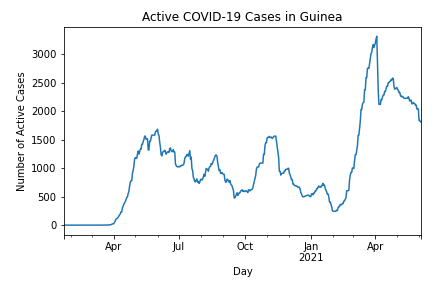 Active COVID-19 Cases in Guinea
Number of Active Cases
3000
2500
2000
1500
1000
500
0
Apr
Jul
Oct
Jan
2021
Apr
Day